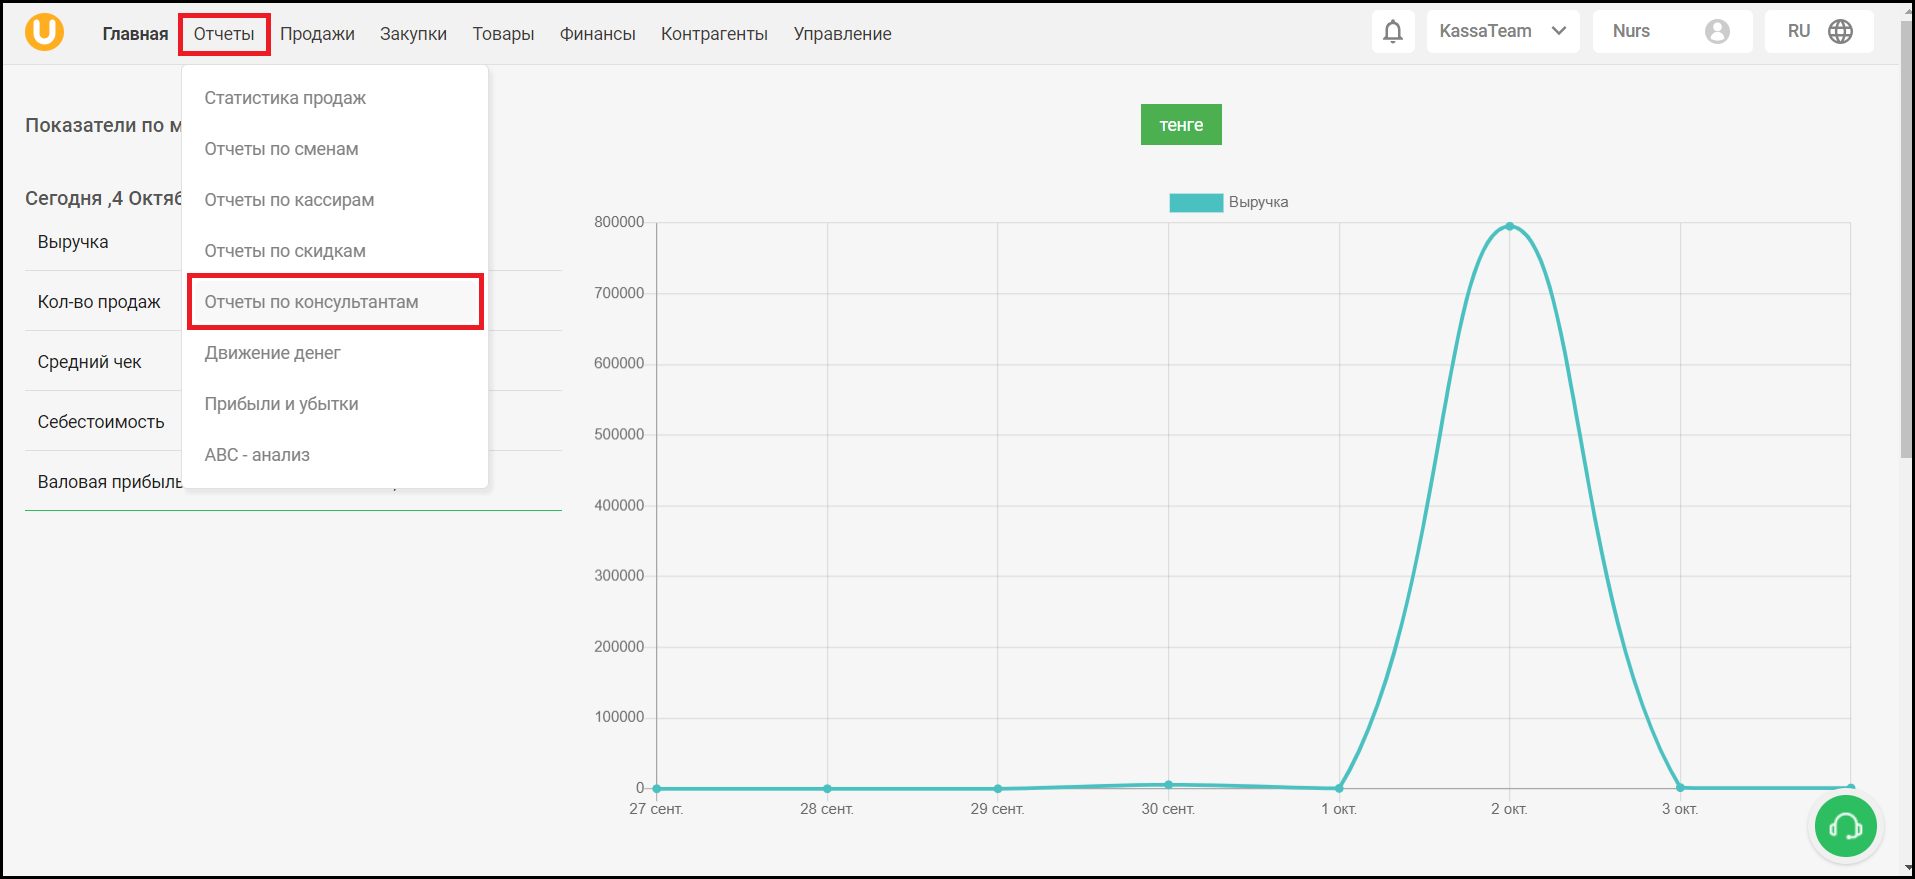 U
Главная Отчеты Продажи Закупки Товары Финансы Контрагенты Управление
KassaTeam
Nurs
RU
Статистика продаж
Отчеты по сменам
Отчеты по кассирам
Отчеты по скидкам
Отчеты по консультантам
Движение денег
Прибыли и убытки
ABC - анализ
Показатели по
Сегодня ,4
Выручка
Кол-во продаж
Средний чек
Себестоимость
Валовая прибыль
тенге
Выручка
800000
700000
600000
500000
400000
300000
200000
100000
0
27 сент. 28 сент. 29 сент. 30 сент. 1 окт. 2 окт. 3 окт.